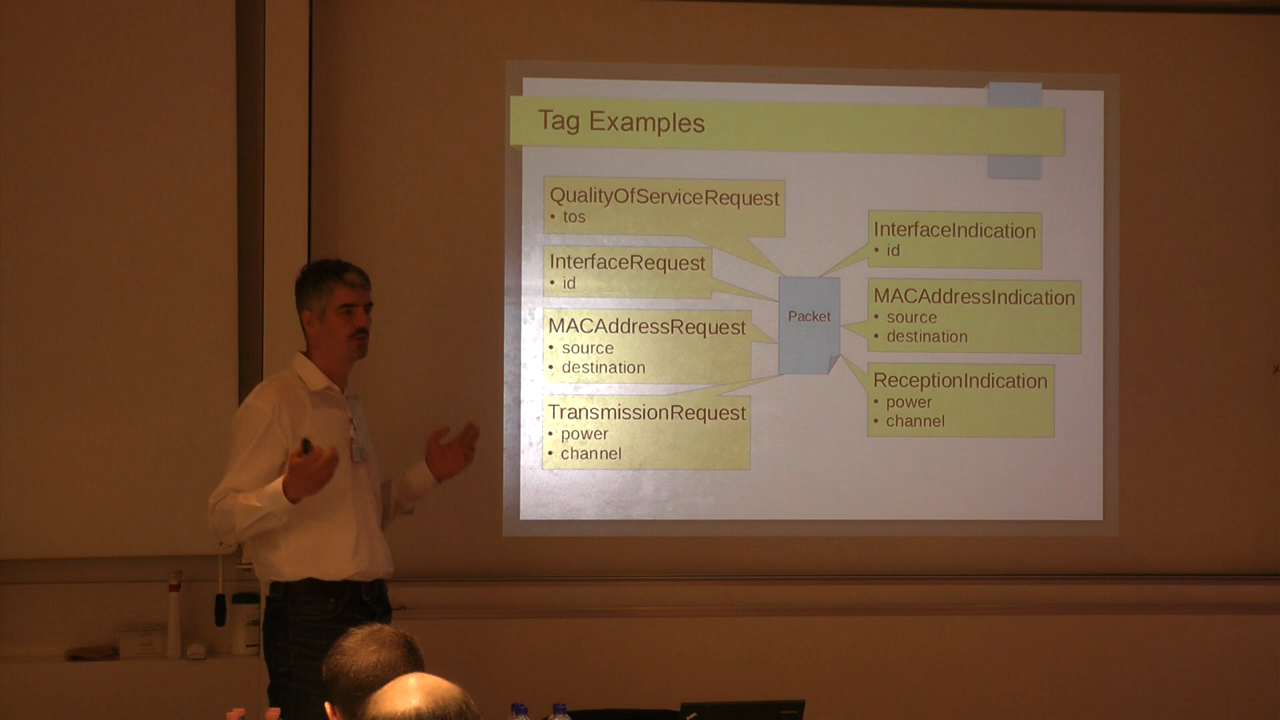 Tag Examples
QualityOfServiceRequest
• tos
InterfaceRequest
• id
MACAddressRequest
• source
• destination
TransmissionRequest
• power
• channel
Packet
InterfaceIndication
• id
MACAddressIndication
• source
• destination
ReceptionIndication
• power
• channel